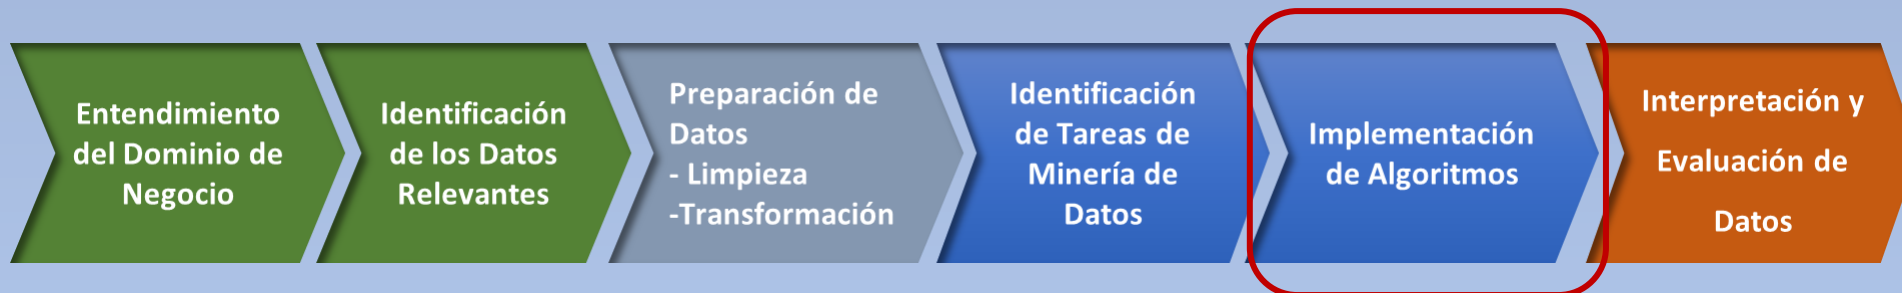 Entendimiento
del Dominio de
Negocio
Identificación
de los Datos
Relevantes
Preparación de
Datos
- Limpieza
-Transformación
Identificación
de Tareas de
Minería de
Datos
Implementación
de Algoritmos
Interpretación y
Evaluación de
Datos